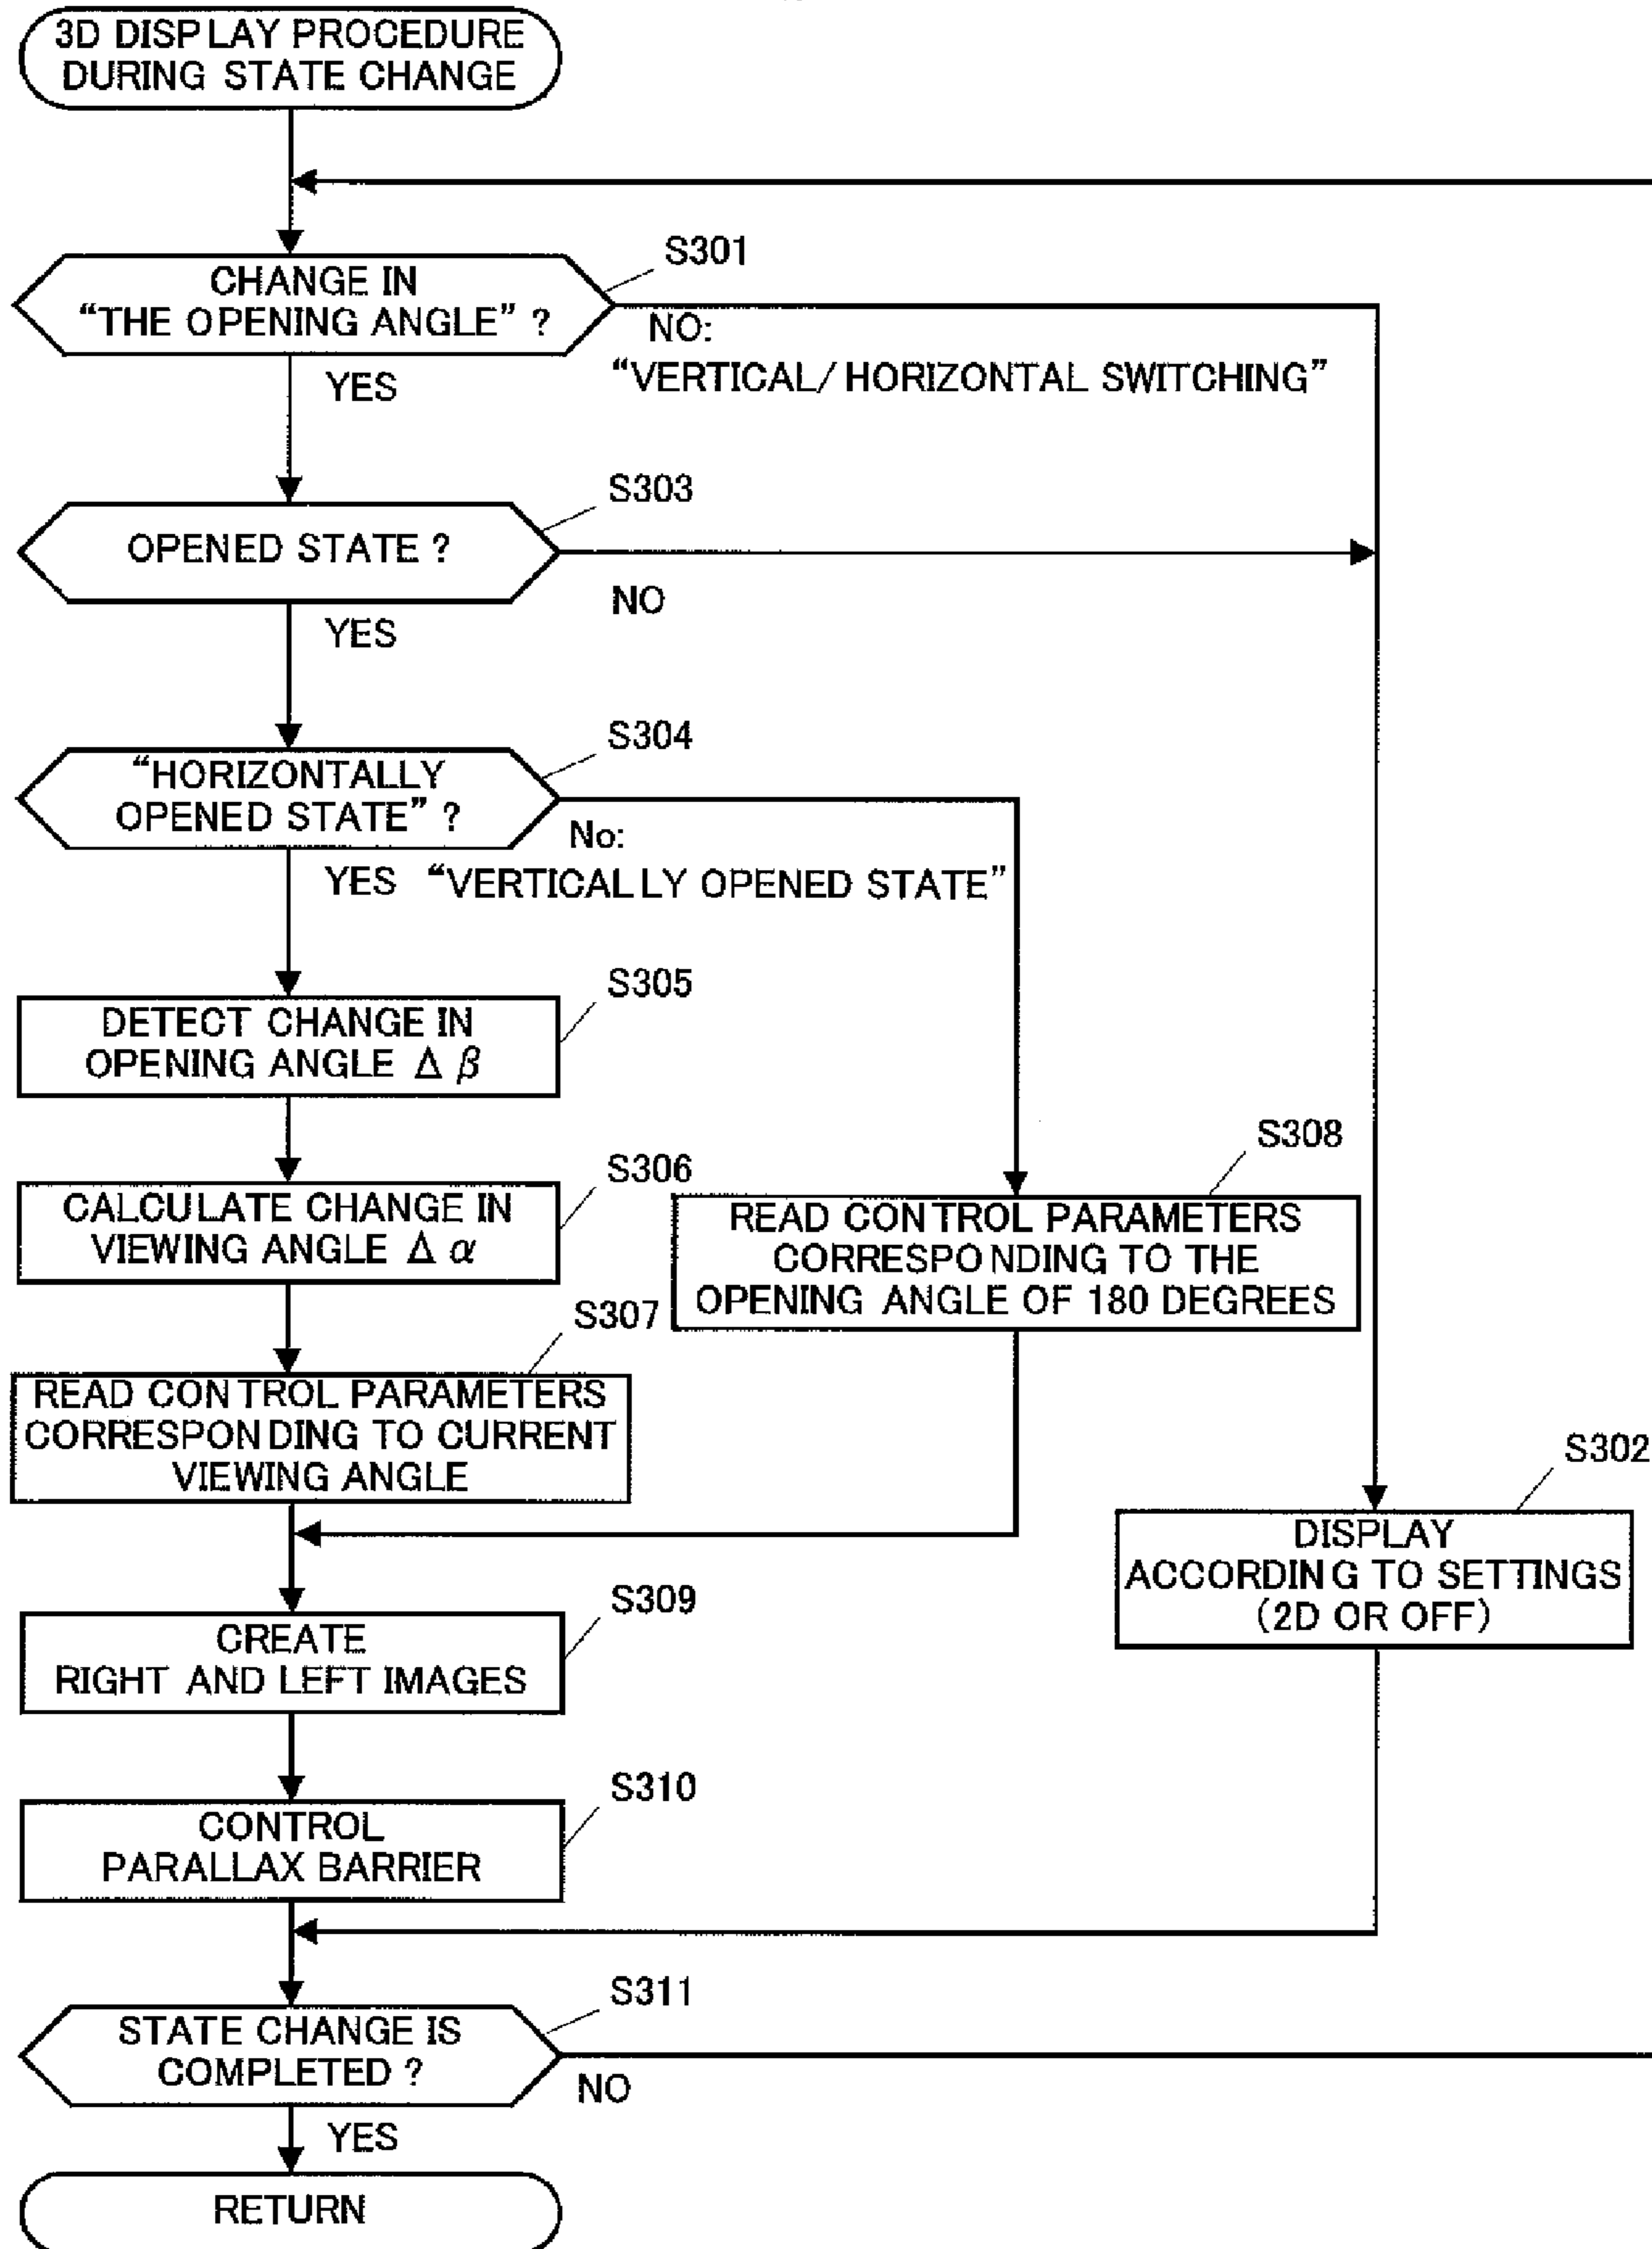 3D DISPLAY PROCEDURE
DURING STATE CHANGE
S301
CHANGE IN
“THE OPENING ANGLE” ?
NO:
“VERTICAL/HORIZONTAL SWITCHING”
YES
S303
OPENED STATE ?
NO
YES
S304
“HORIZONTALLY
OPENED STATE” ?
No:
“VERTICALLY OPENED STATE”
YES
S305
DETECT CHANGE IN
OPENING ANGLE Δ β
S306
CALCULATE CHANGE IN
VIEWING ANGLE Δ α
S308
READ CONTROL PARAMETERS
CORRESPONDING TO THE
OPENING ANGLE OF 180 DEGREES
S307
READ CONTROL PARAMETERS
CORRESPONDING TO CURRENT
VIEWING ANGLE
S302
DISPLAY
ACCORDING TO SETTINGS
(2D OR OFF)
S309
CREATE
RIGHT AND LEFT IMAGES
S310
CONTROL
PARALLAX BARRIER
S311
STATE CHANGE IS
COMPLETED ?
NO
YES
RETURN